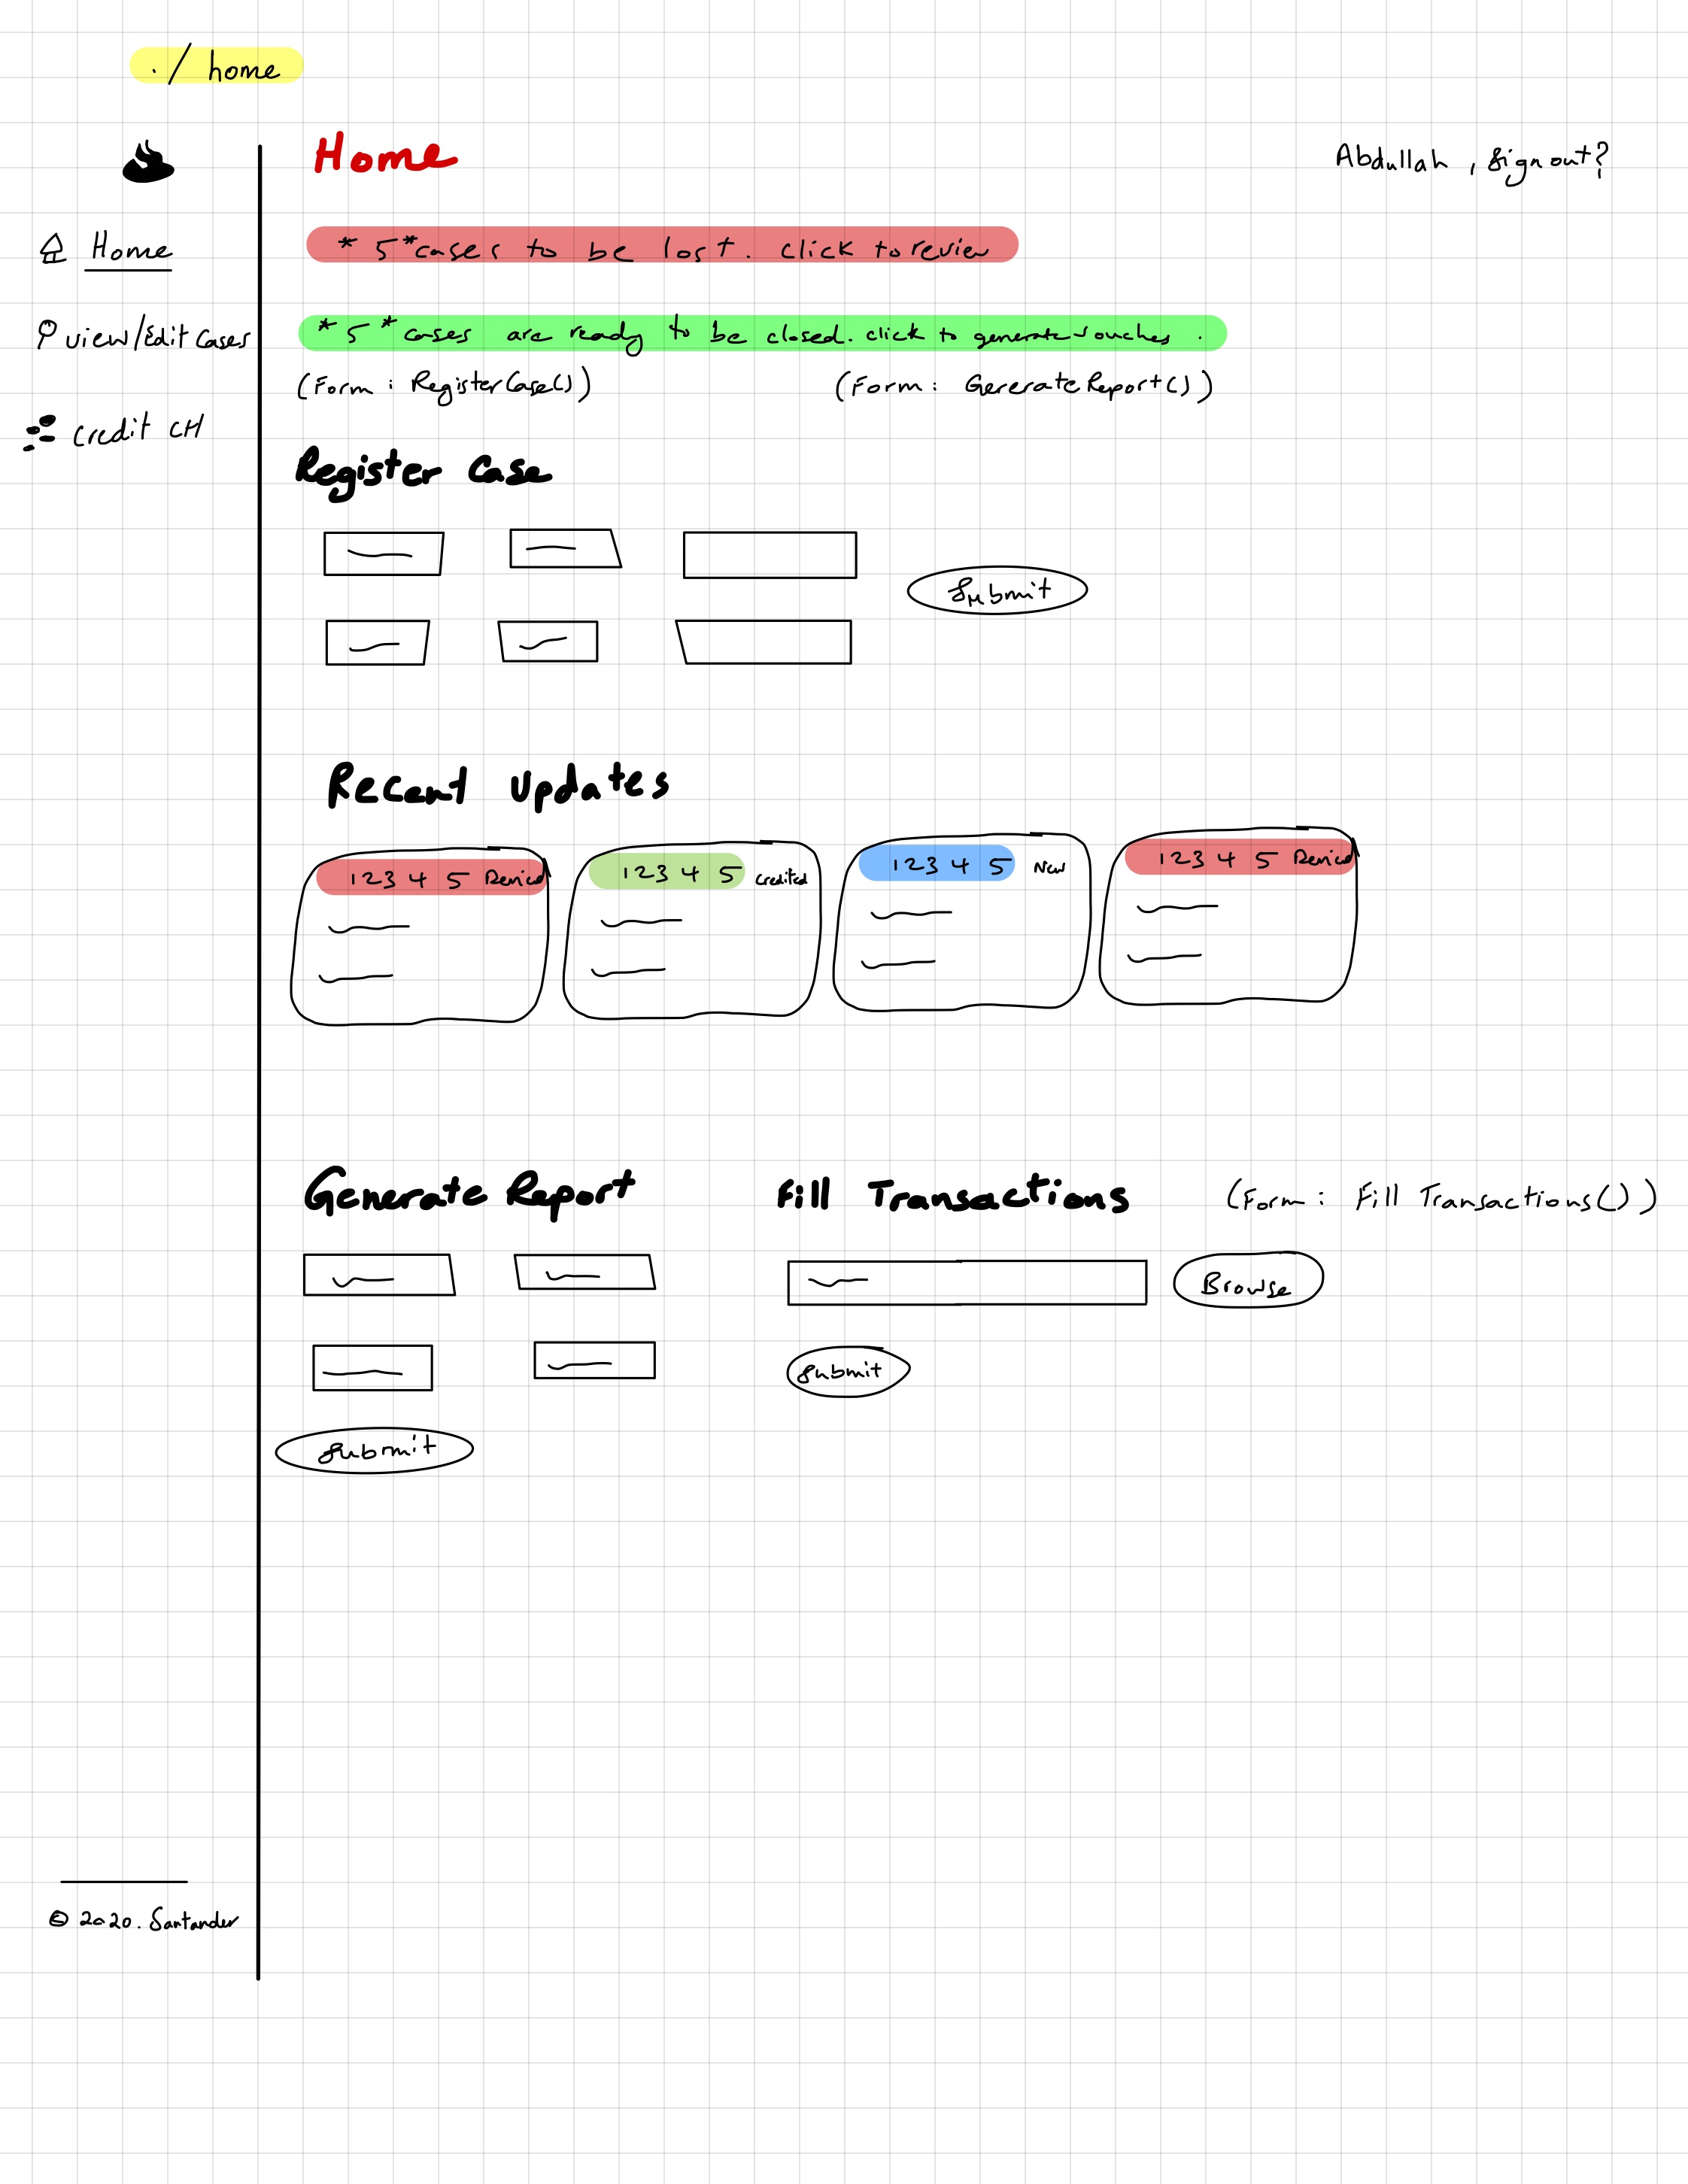 ./ home
Home
Abdullah, Sign out?
Home
* 5 * cases to be lost. click to review
view/Edit Cases
* 5 * cases are ready to be closed. click to generate vouches.
(Form : RegisterCase())
(Form : GenerateReport())
Credit CH
Register Case
Submit
Recent Updates
12345 Denied
12345 Credited
12345 New
12345 Denied
Generate Report
Fill Transactions
(Form : Fill Transactions())
Browse
Submit
Submit
© 2020. Santander